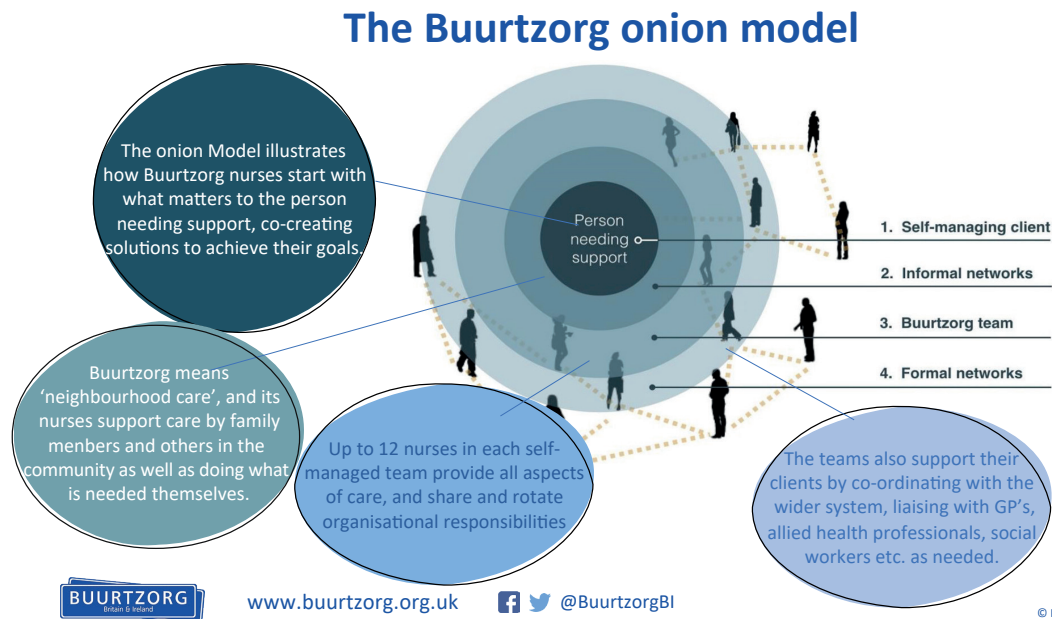 The Buurtzorg onion model
The onion Model illustrates
how Buurtzorg nurses start with
what matters to the person
needing support, co-creating
solutions to achieve their goals.
Person
needing
support
1. Self-managing client
2. Informal networks
3. Buurtzorg team
4. Formal networks
Buurtzorg means
‘neighbourhood care’, and its
nurses support care by family
menbers and others in the
community as well as doing what
is needed themselves.
Up to 12 nurses in each self-
managed team provide all aspects
of care, and share and rotate
organisational responsibilities
The teams also support their
clients by co-ordinating with the
wider system, liaising with GP’s,
allied health professionals, social
workers etc. as needed.
BUURTZORG
Britain & Ireland
www.buurtzorg.org.uk
@BuurtzorgBI
©